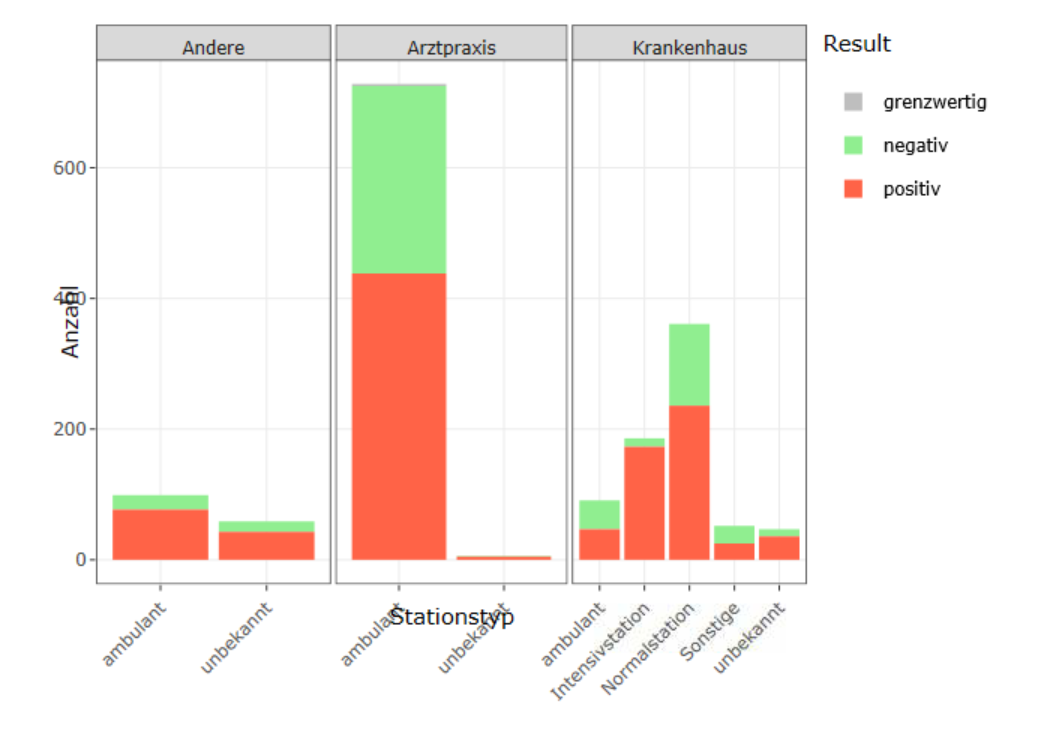 Andere
Arztpraxis
Krankenhaus
Result
grenzwertig
negativ
positiv
600
400
200
0
Anzahl
ambulant
unbekannt
ambulant
unbekannt
ambulant
Intensivstation
Normalstation
Sonstige
unbekannt
Stationstyp